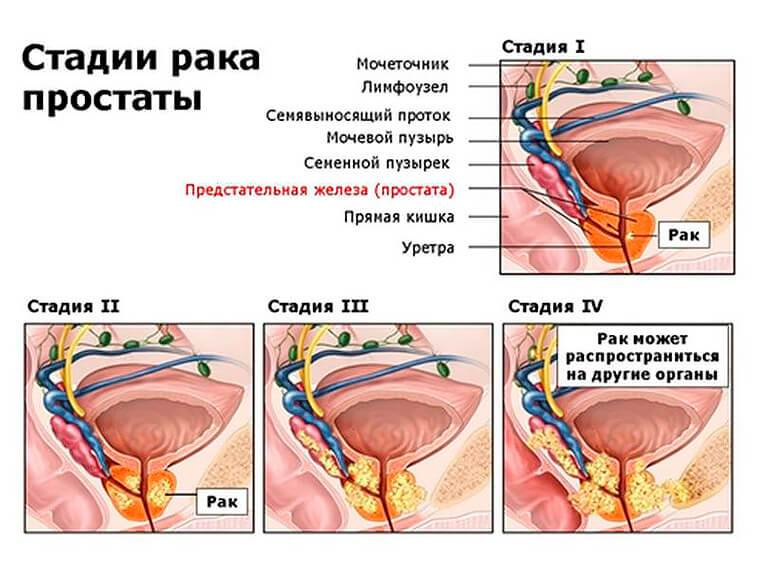 Стадии рака
простаты
Стадия I
Мочеточник
Лимфоузел
Семявыносящий проток
Мочевой пузырь
Семенной пузырек
Предстательная железа (простата)
Прямая кишка
Уретра
Рак
Стадия II
Стадия III
Стадия IV
Рак
Рак может
распространиться
на другие органы